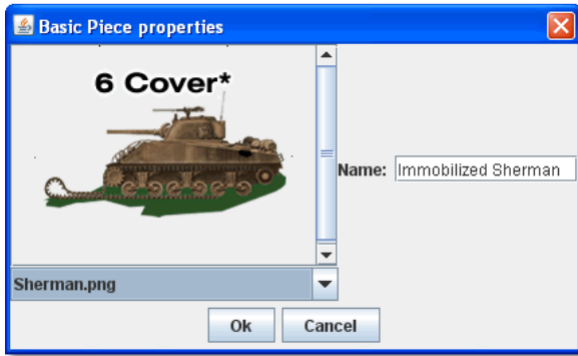 Basic Piece properties
6 Cover*
Name: Immobilized Sherman
Sherman.png
Ok Cancel